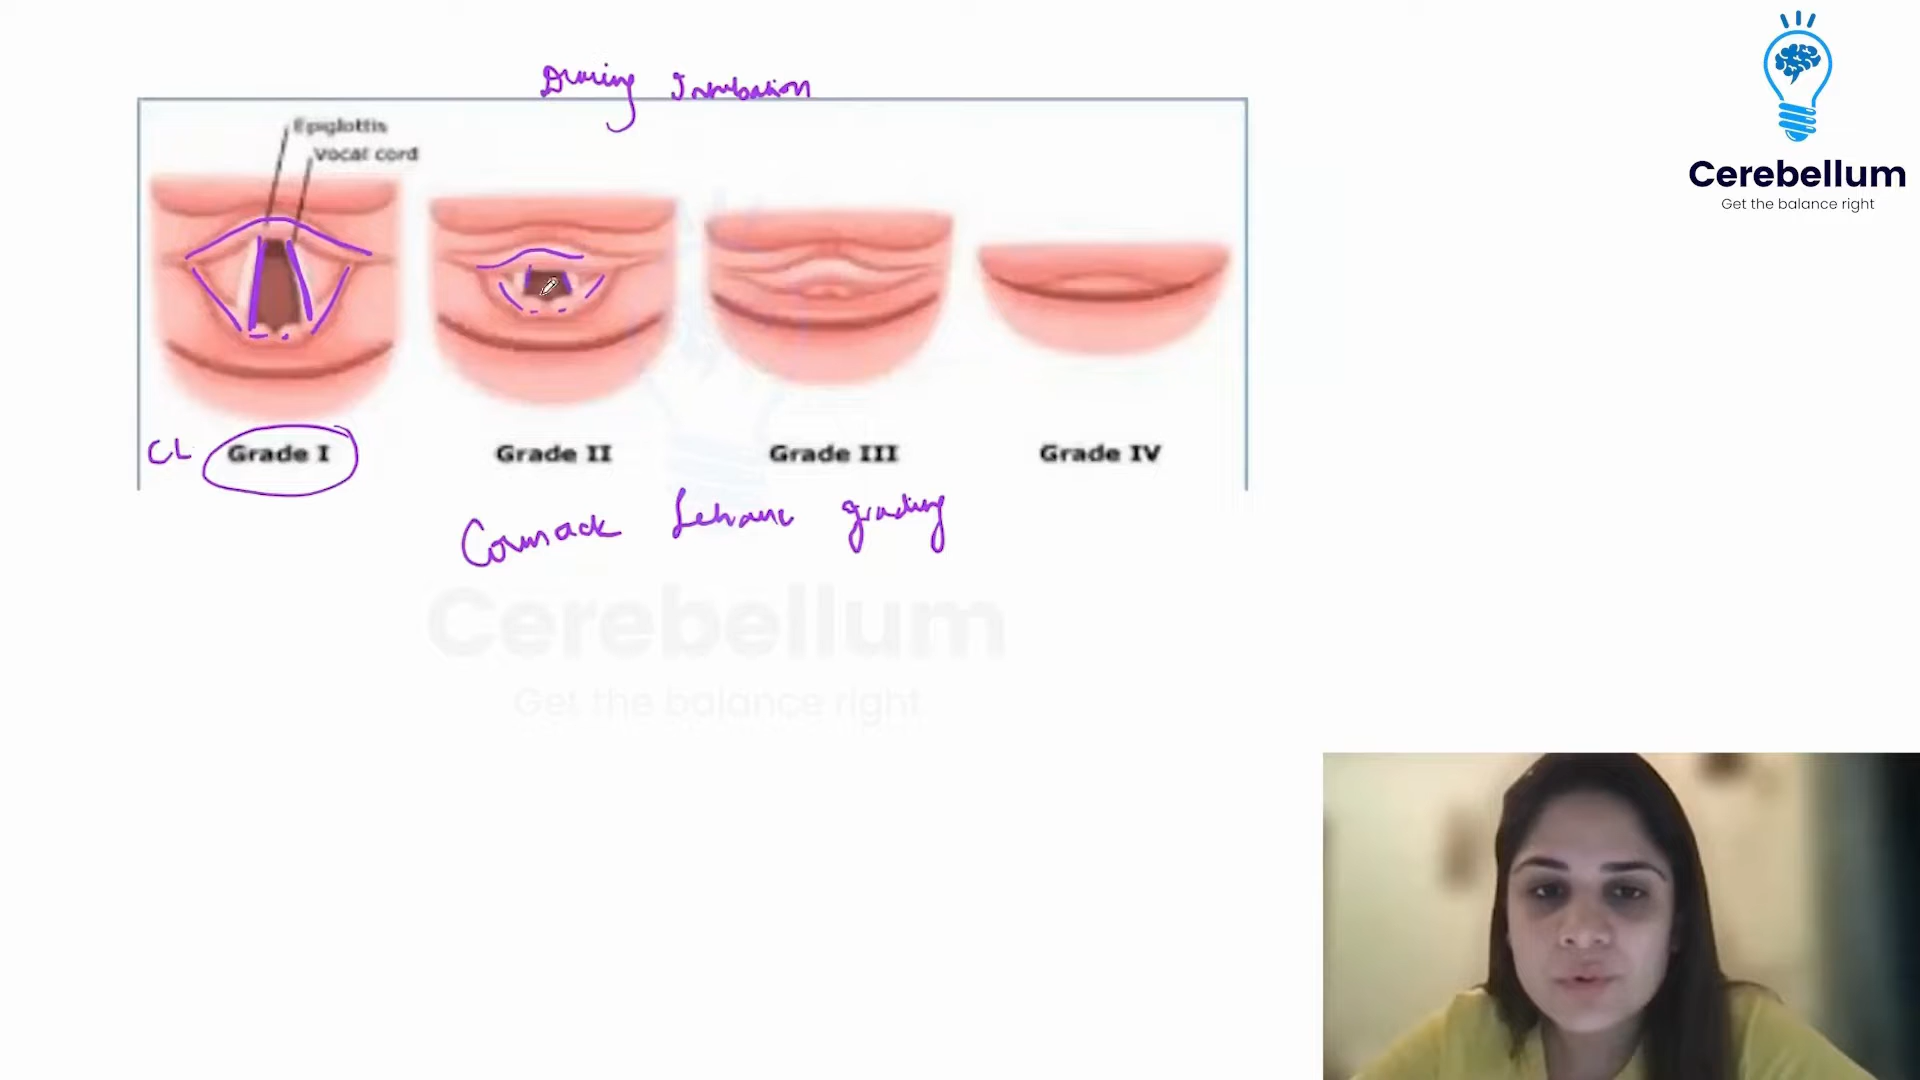 During Intubation
Epiglottis
Vocal cord
CL Grade I Grade II Grade III Grade IV
Cormack Lehane grading
Cerebellum
Get the balance right
Cerebellum
Get the balance right